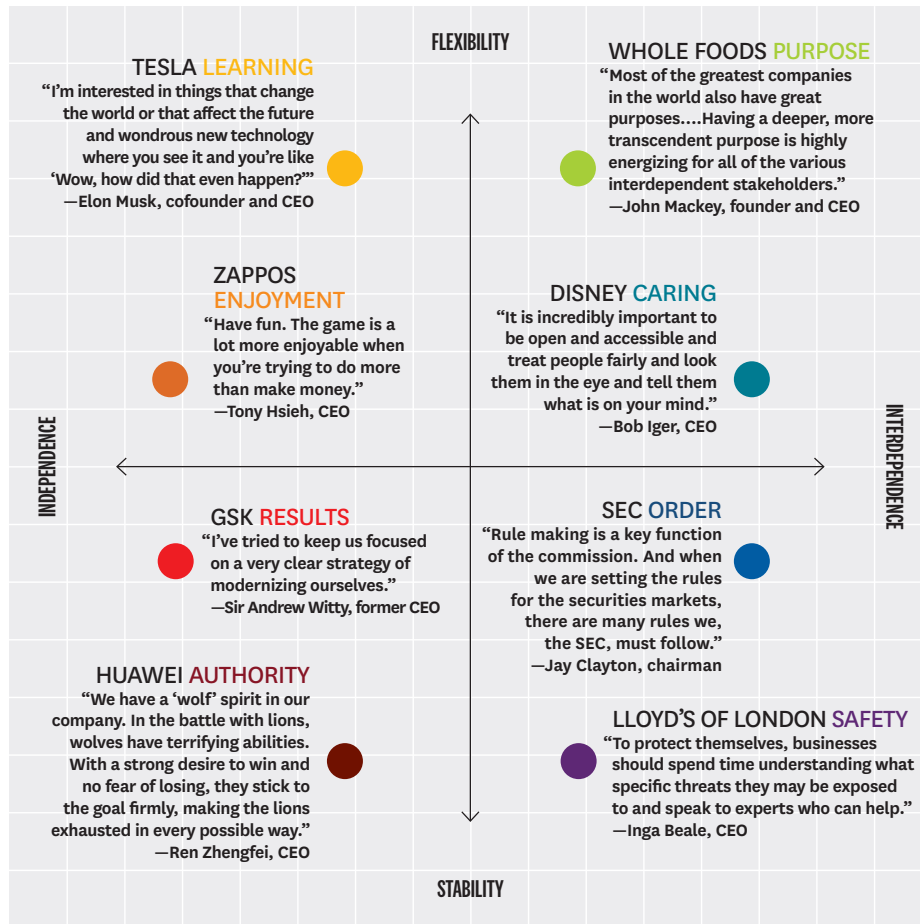 FLEXIBILITY
TESLA LEARNING
“I’m interested in things that change
the world or that affect the future
and wondrous new technology
where you see it and you’re like
‘Wow, how did that even happen?’”
—Elon Musk, cofounder and CEO
WHOLE FOODS PURPOSE
“Most of the greatest companies
in the world also have great
purposes....Having a deeper, more
transcendent purpose is highly
energizing for all of the various
interdependent stakeholders.”
—John Mackey, founder and CEO
ZAPPOS
ENJOYMENT
“Have fun. The game is a
lot more enjoyable when
you’re trying to do more
than make money.”
—Tony Hsieh, CEO
DISNEY CARING
“It is incredibly important to
be open and accessible and
treat people fairly and look
them in the eye and tell them
what is on your mind.”
—Bob Iger, CEO
INDEPENDENCE
INTERDEPENDENCE
GSK RESULTS
“I’ve tried to keep us focused
on a very clear strategy of
modernizing ourselves.”
—Sir Andrew Witty, former CEO
SEC ORDER
“Rule making is a key function
of the commission. And when
we are setting the rules
for the securities markets,
there are many rules we,
the SEC, must follow.”
—Jay Clayton, chairman
HUAWEI AUTHORITY
“We have a ‘wolf’ spirit in our
company. In the battle with lions,
wolves have terrifying abilities.
With a strong desire to win and
no fear of losing, they stick to
the goal firmly, making the lions
exhausted in every possible way.”
—Ren Zhengfei, CEO
LLOYD’S OF LONDON SAFETY
“To protect themselves, businesses
should spend time understanding what
specific threats they may be exposed
to and speak to experts who can help.”
—Inga Beale, CEO
STABILITY